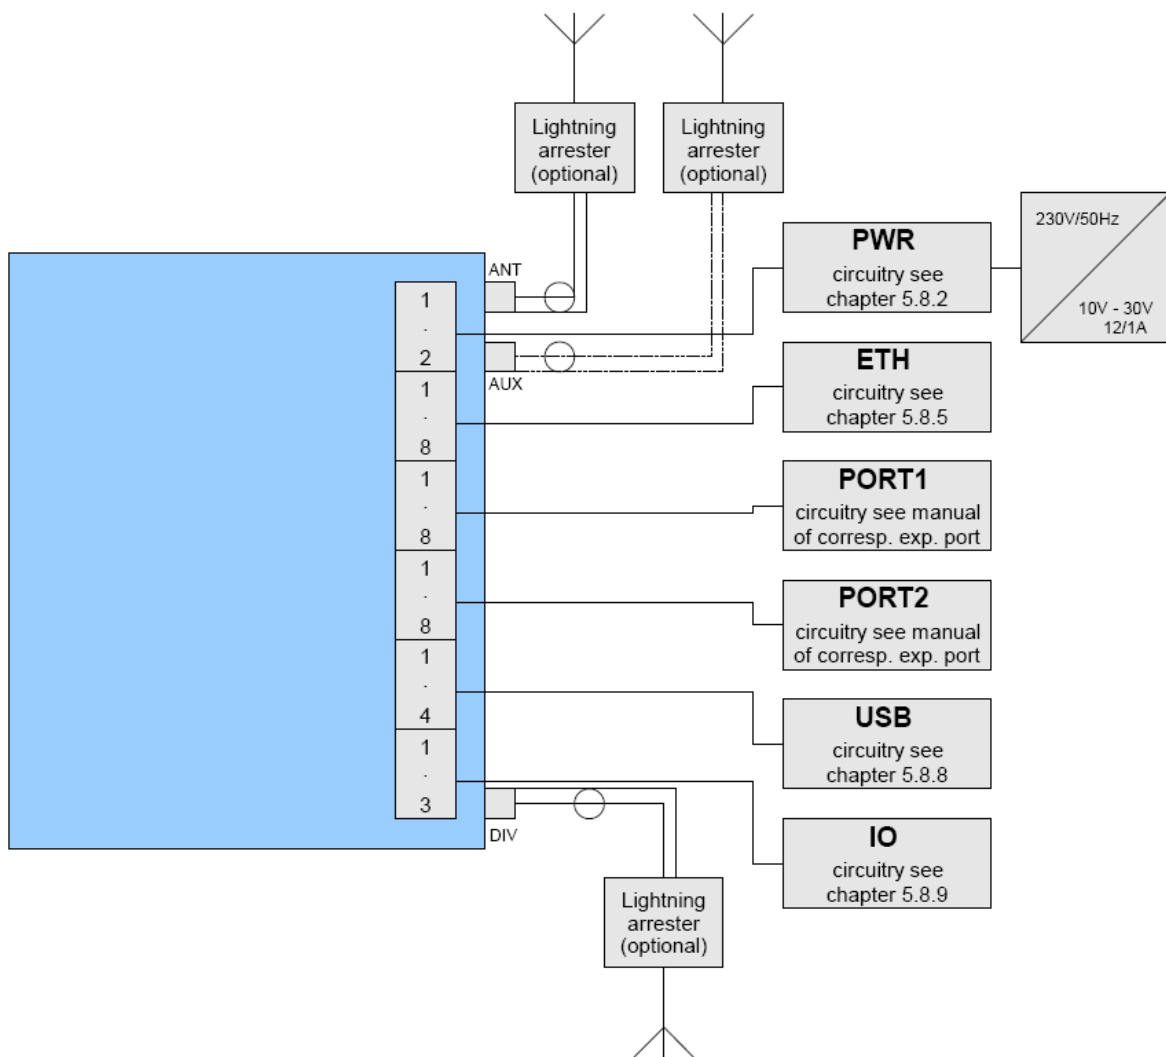 Lightning
arrester
(optional)
Lightning
arrester
(optional)
ANT
AUX
1
.
2
1
.
8
1
.
8
1
.
8
1
.
4
1
.
3
DIV
PWR
circuitry see
chapter 5.8.2
230V/50Hz
10V - 30V
12/1A
ETH
circuitry see
chapter 5.8.5
PORT1
circuitry see manual
of corresp. exp. port
PORT2
circuitry see manual
of corresp. exp. port
USB
circuitry see
chapter 5.8.8
IO
circuitry see
chapter 5.8.9
Lightning
arrester
(optional)